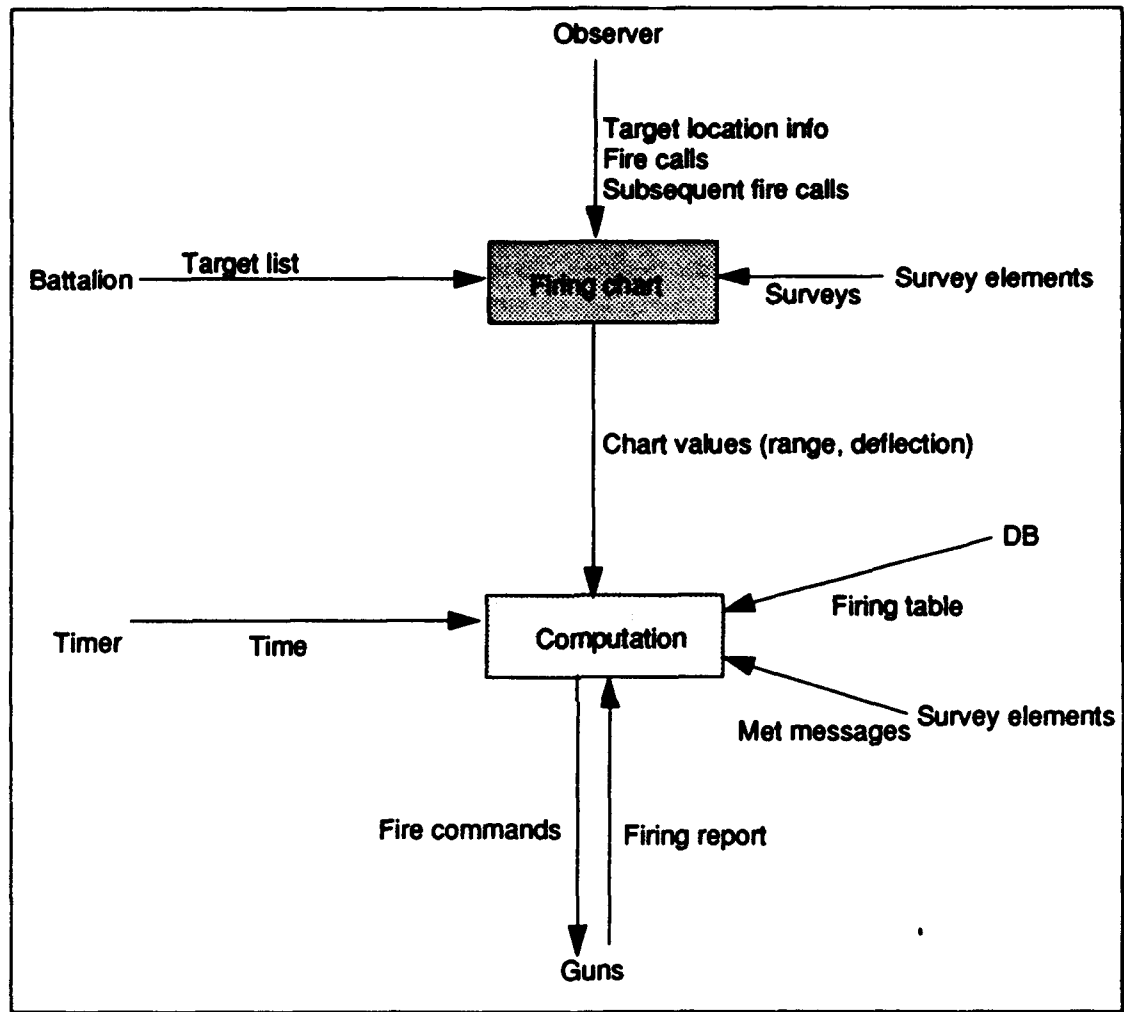 Observer
Target location info
Fire calls
Subsequent fire calls
Battalion
Target list
Firing chart
Surveys
Survey elements
Chart values (range, deflection)
DB
Firing table
Timer
Time
Computation
Met messages
Survey elements
Fire commands
Firing report
Guns